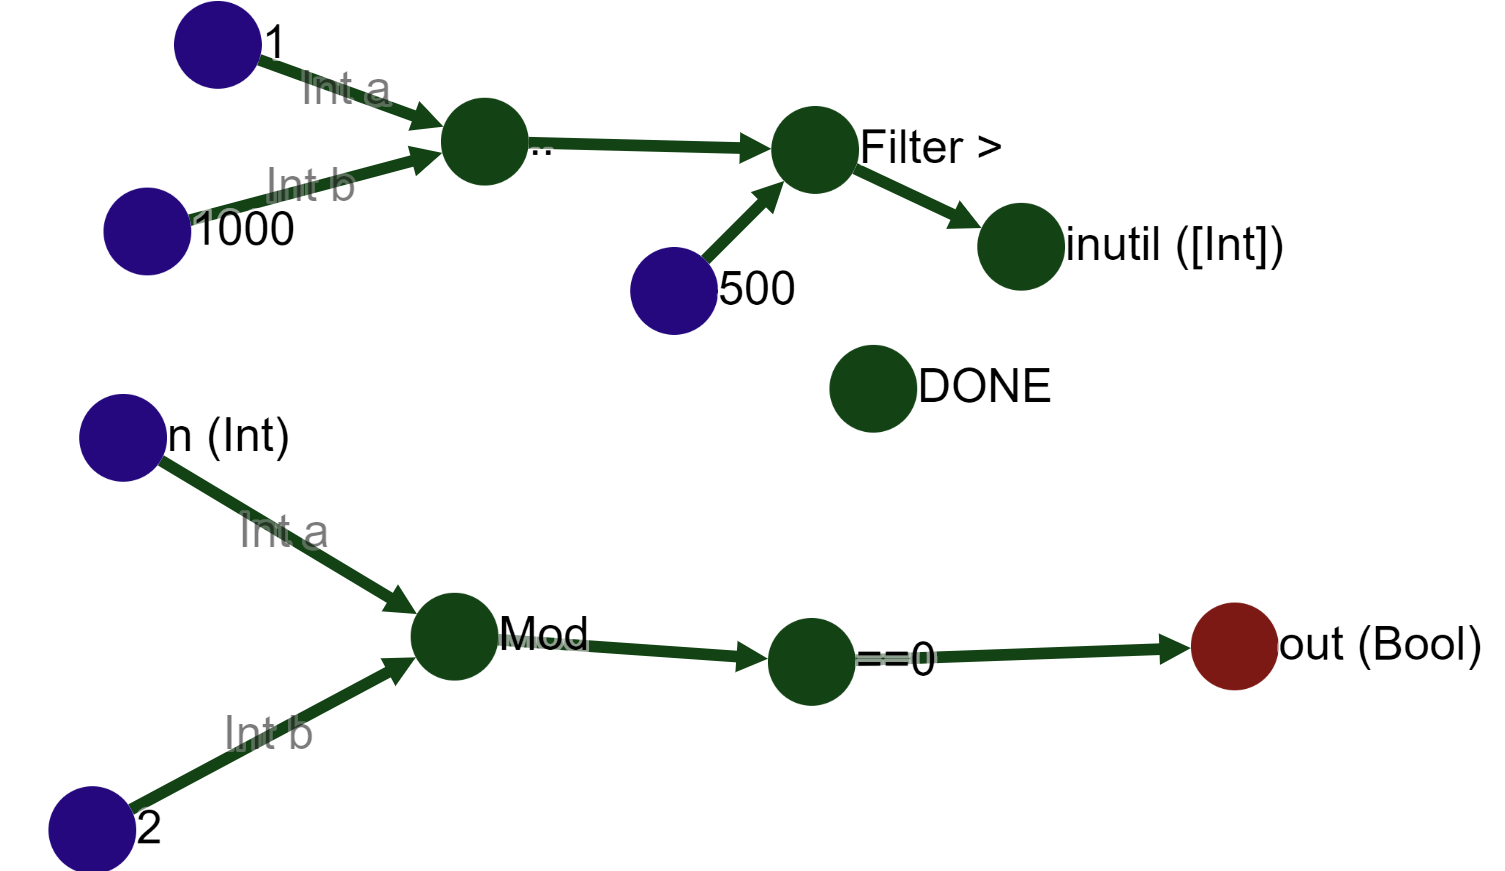 1
Int a
..
Filter >
Int b
1000
inutil ([Int])
500
DONE
n (Int)
Int a
Mod
==0
out (Bool)
Int b
2